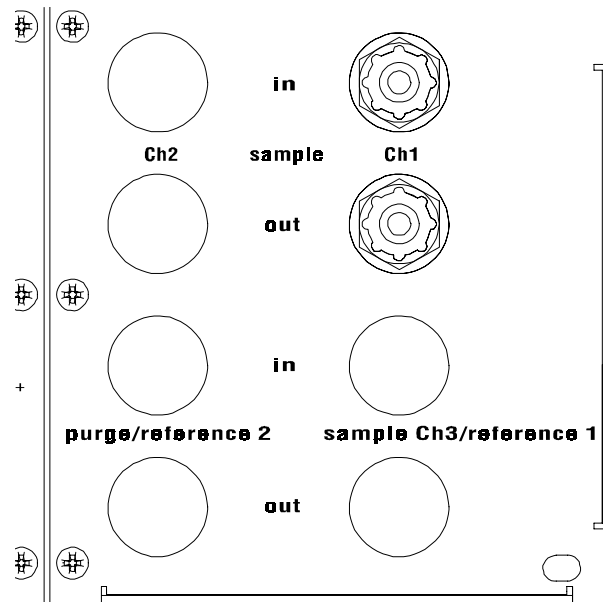 in
Ch2 sample Ch1
out
in
purge/reference 2 sample Ch3/reference 1
out